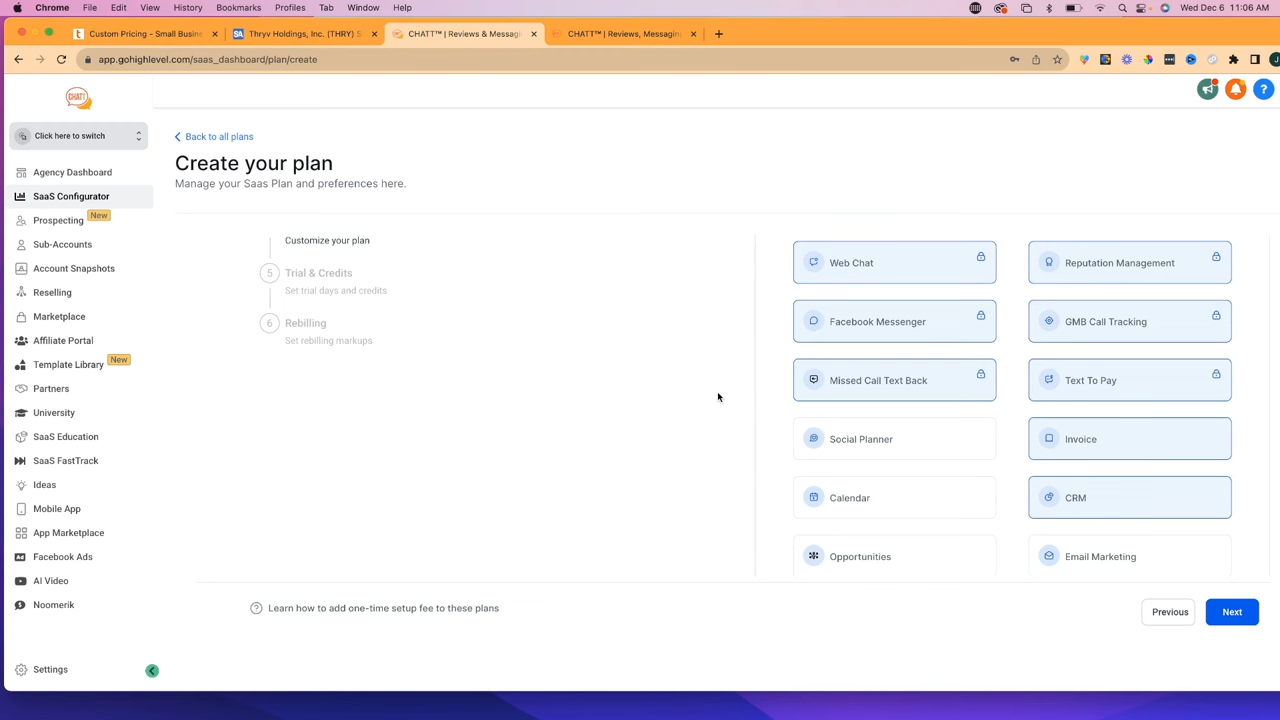 Chrome File Edit View History Bookmarks Profiles Tab Window Help Wed Dec 6 11:06 AM
Custom Pricing - Small Busine Thryv Holdings, Inc. (THRY) S CHATT™ | Reviews & Messagin CHATT™ | Reviews, Messagin
app.gohighlevel.com/saas_dashboard/plan/create
CHATT
Click here to switch
Agency Dashboard
SaaS Configurator
Prospecting New
Sub-Accounts
Account Snapshots
Reselling
Marketplace
Affiliate Portal
Template Library New
Partners
University
SaaS Education
SaaS FastTrack
Ideas
Mobile App
App Marketplace
Facebook Ads
AI Video
Noomerik
Settings
Back to all plans
Create your plan
Manage your Saas Plan and preferences here.
Customize your plan
5 Trial & Credits
Set trial days and credits
6 Rebilling
Set rebilling markups
Web Chat Reputation Management
Facebook Messenger GMB Call Tracking
Missed Call Text Back Text To Pay
Social Planner Invoice
Calendar CRM
Opportunities Email Marketing
Learn how to add one-time setup fee to these plans
Previous Next